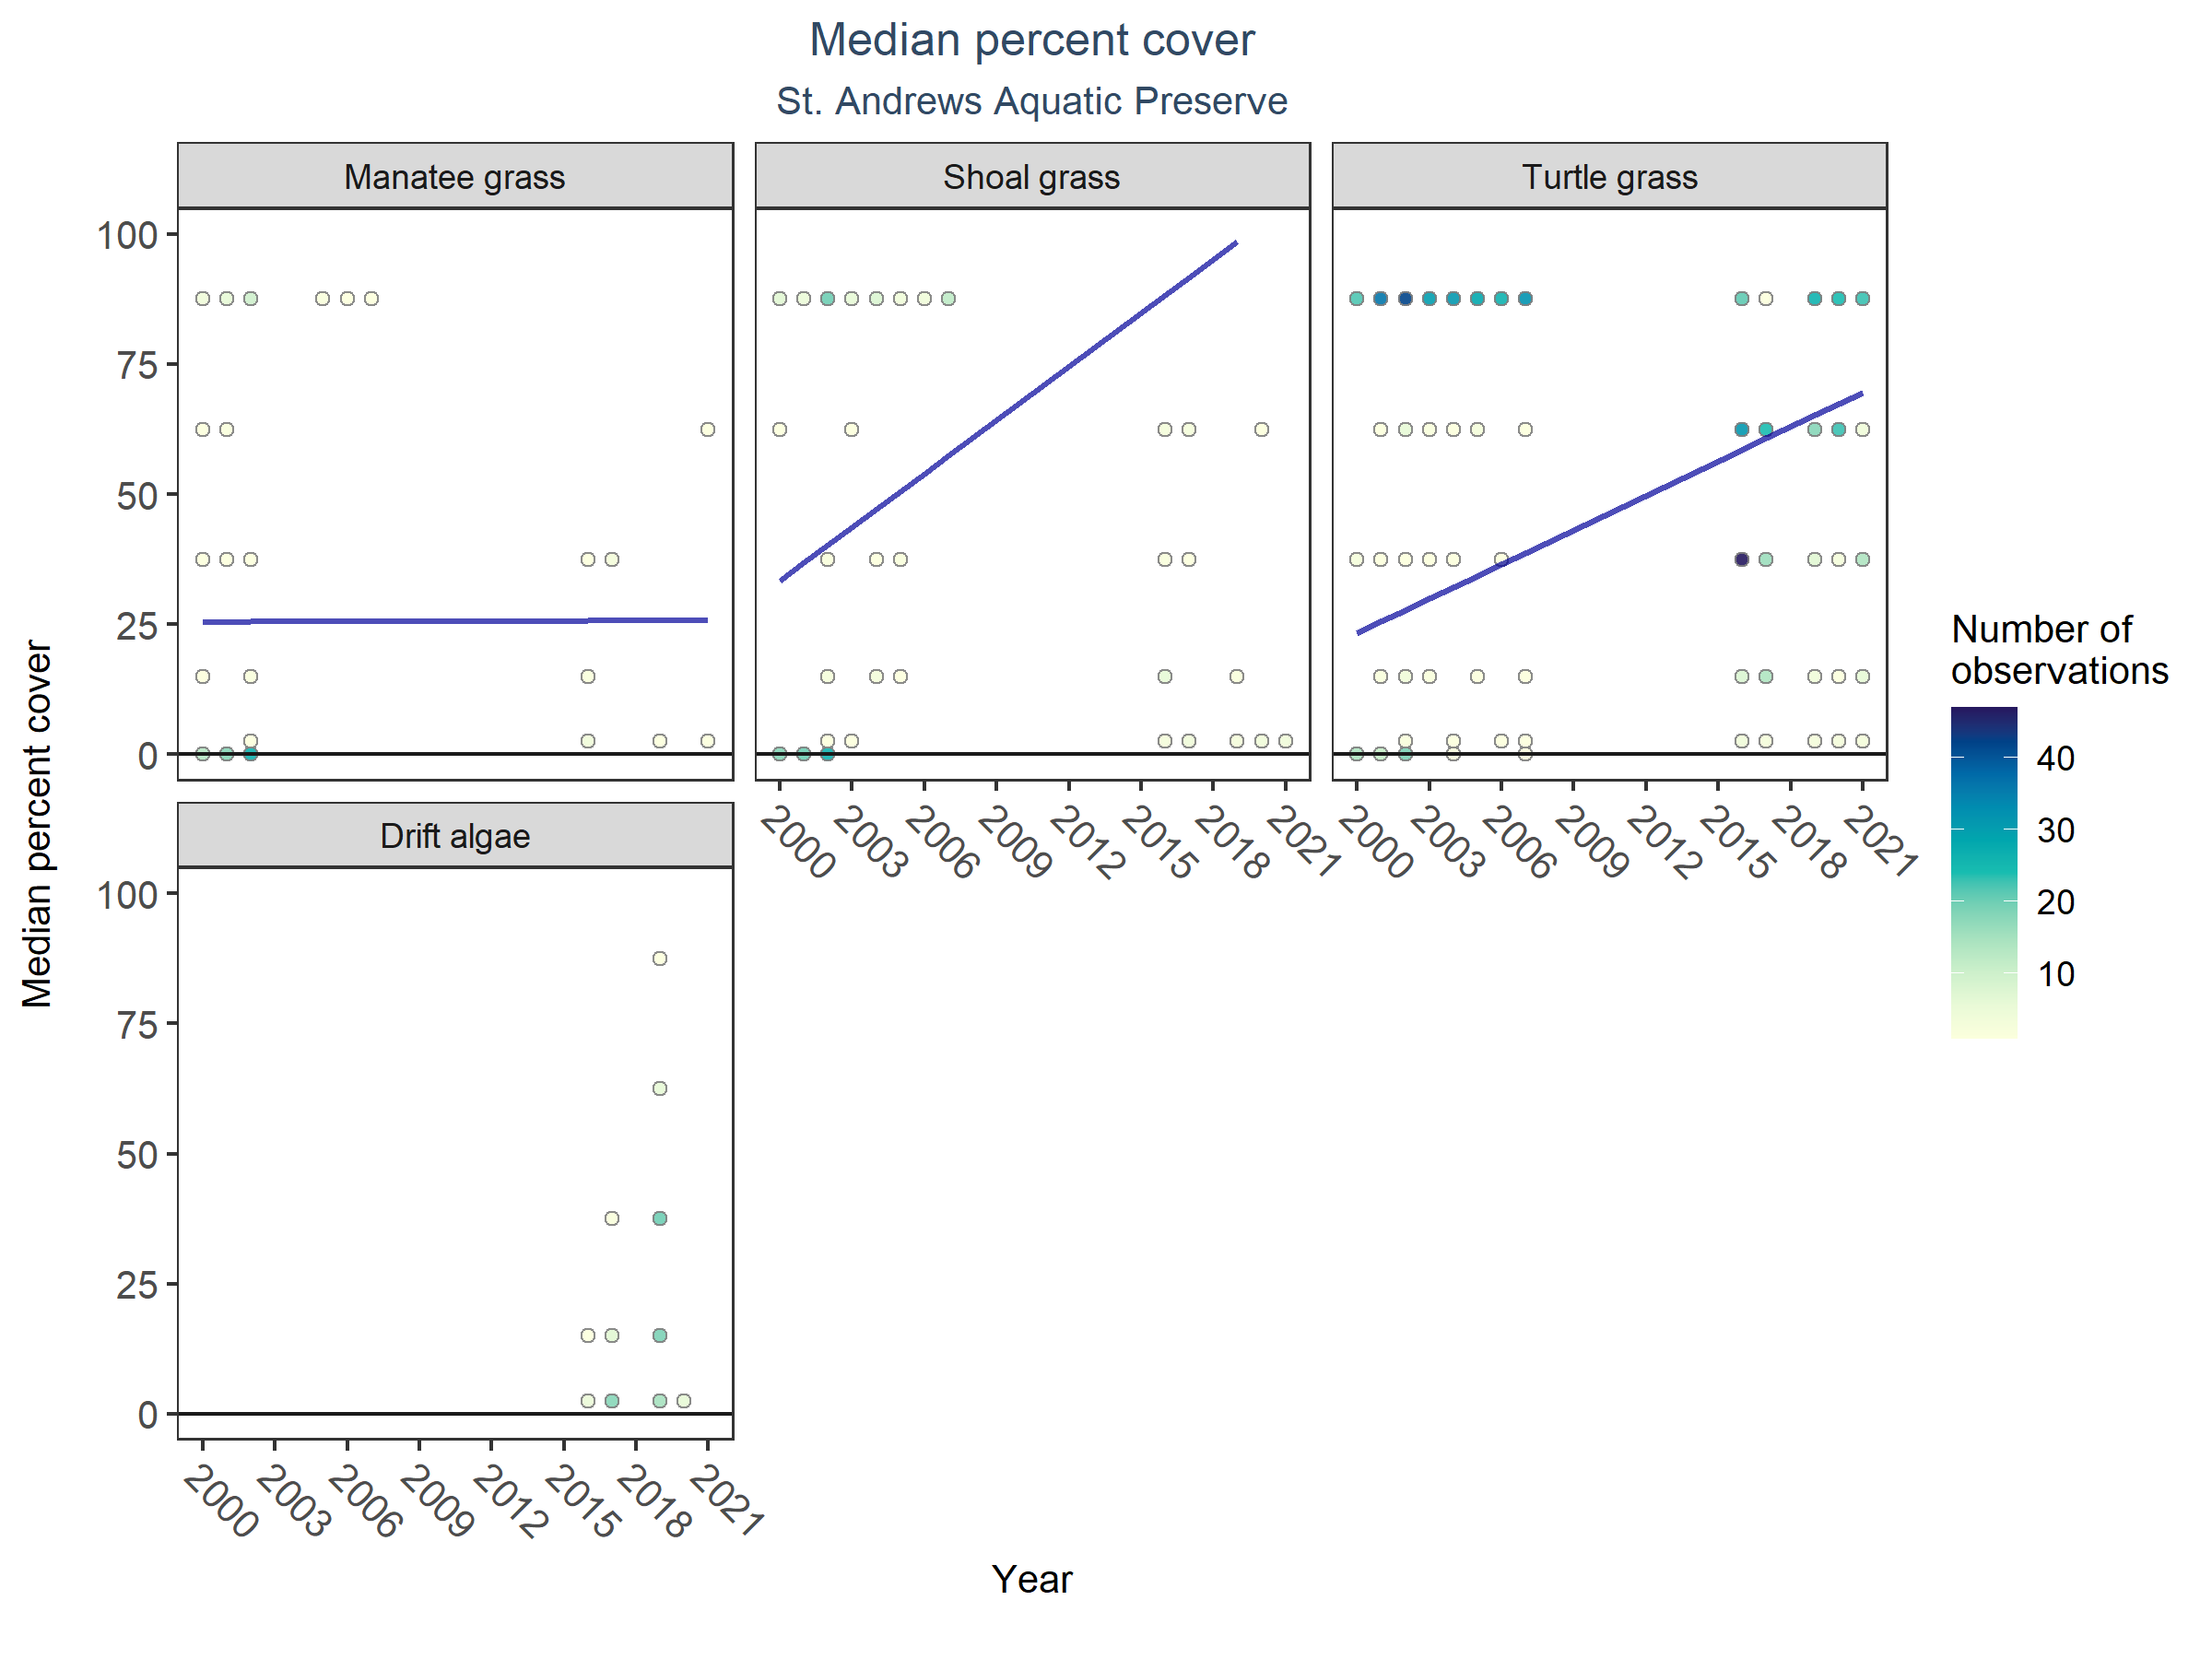 Median percent cover
St. Andrews Aquatic Preserve
Manatee grass
Shoal grass
Turtle grass
100
75
50
25
0
2000 2003 2006 2009 2012 2015 2018 2021
2000 2003 2006 2009 2012 2015 2018 2021
Drift algae
100
75
50
25
0
2000 2003 2006 2009 2012 2015 2018 2021
Median percent cover
Year
Number of
observations
40
30
20
10